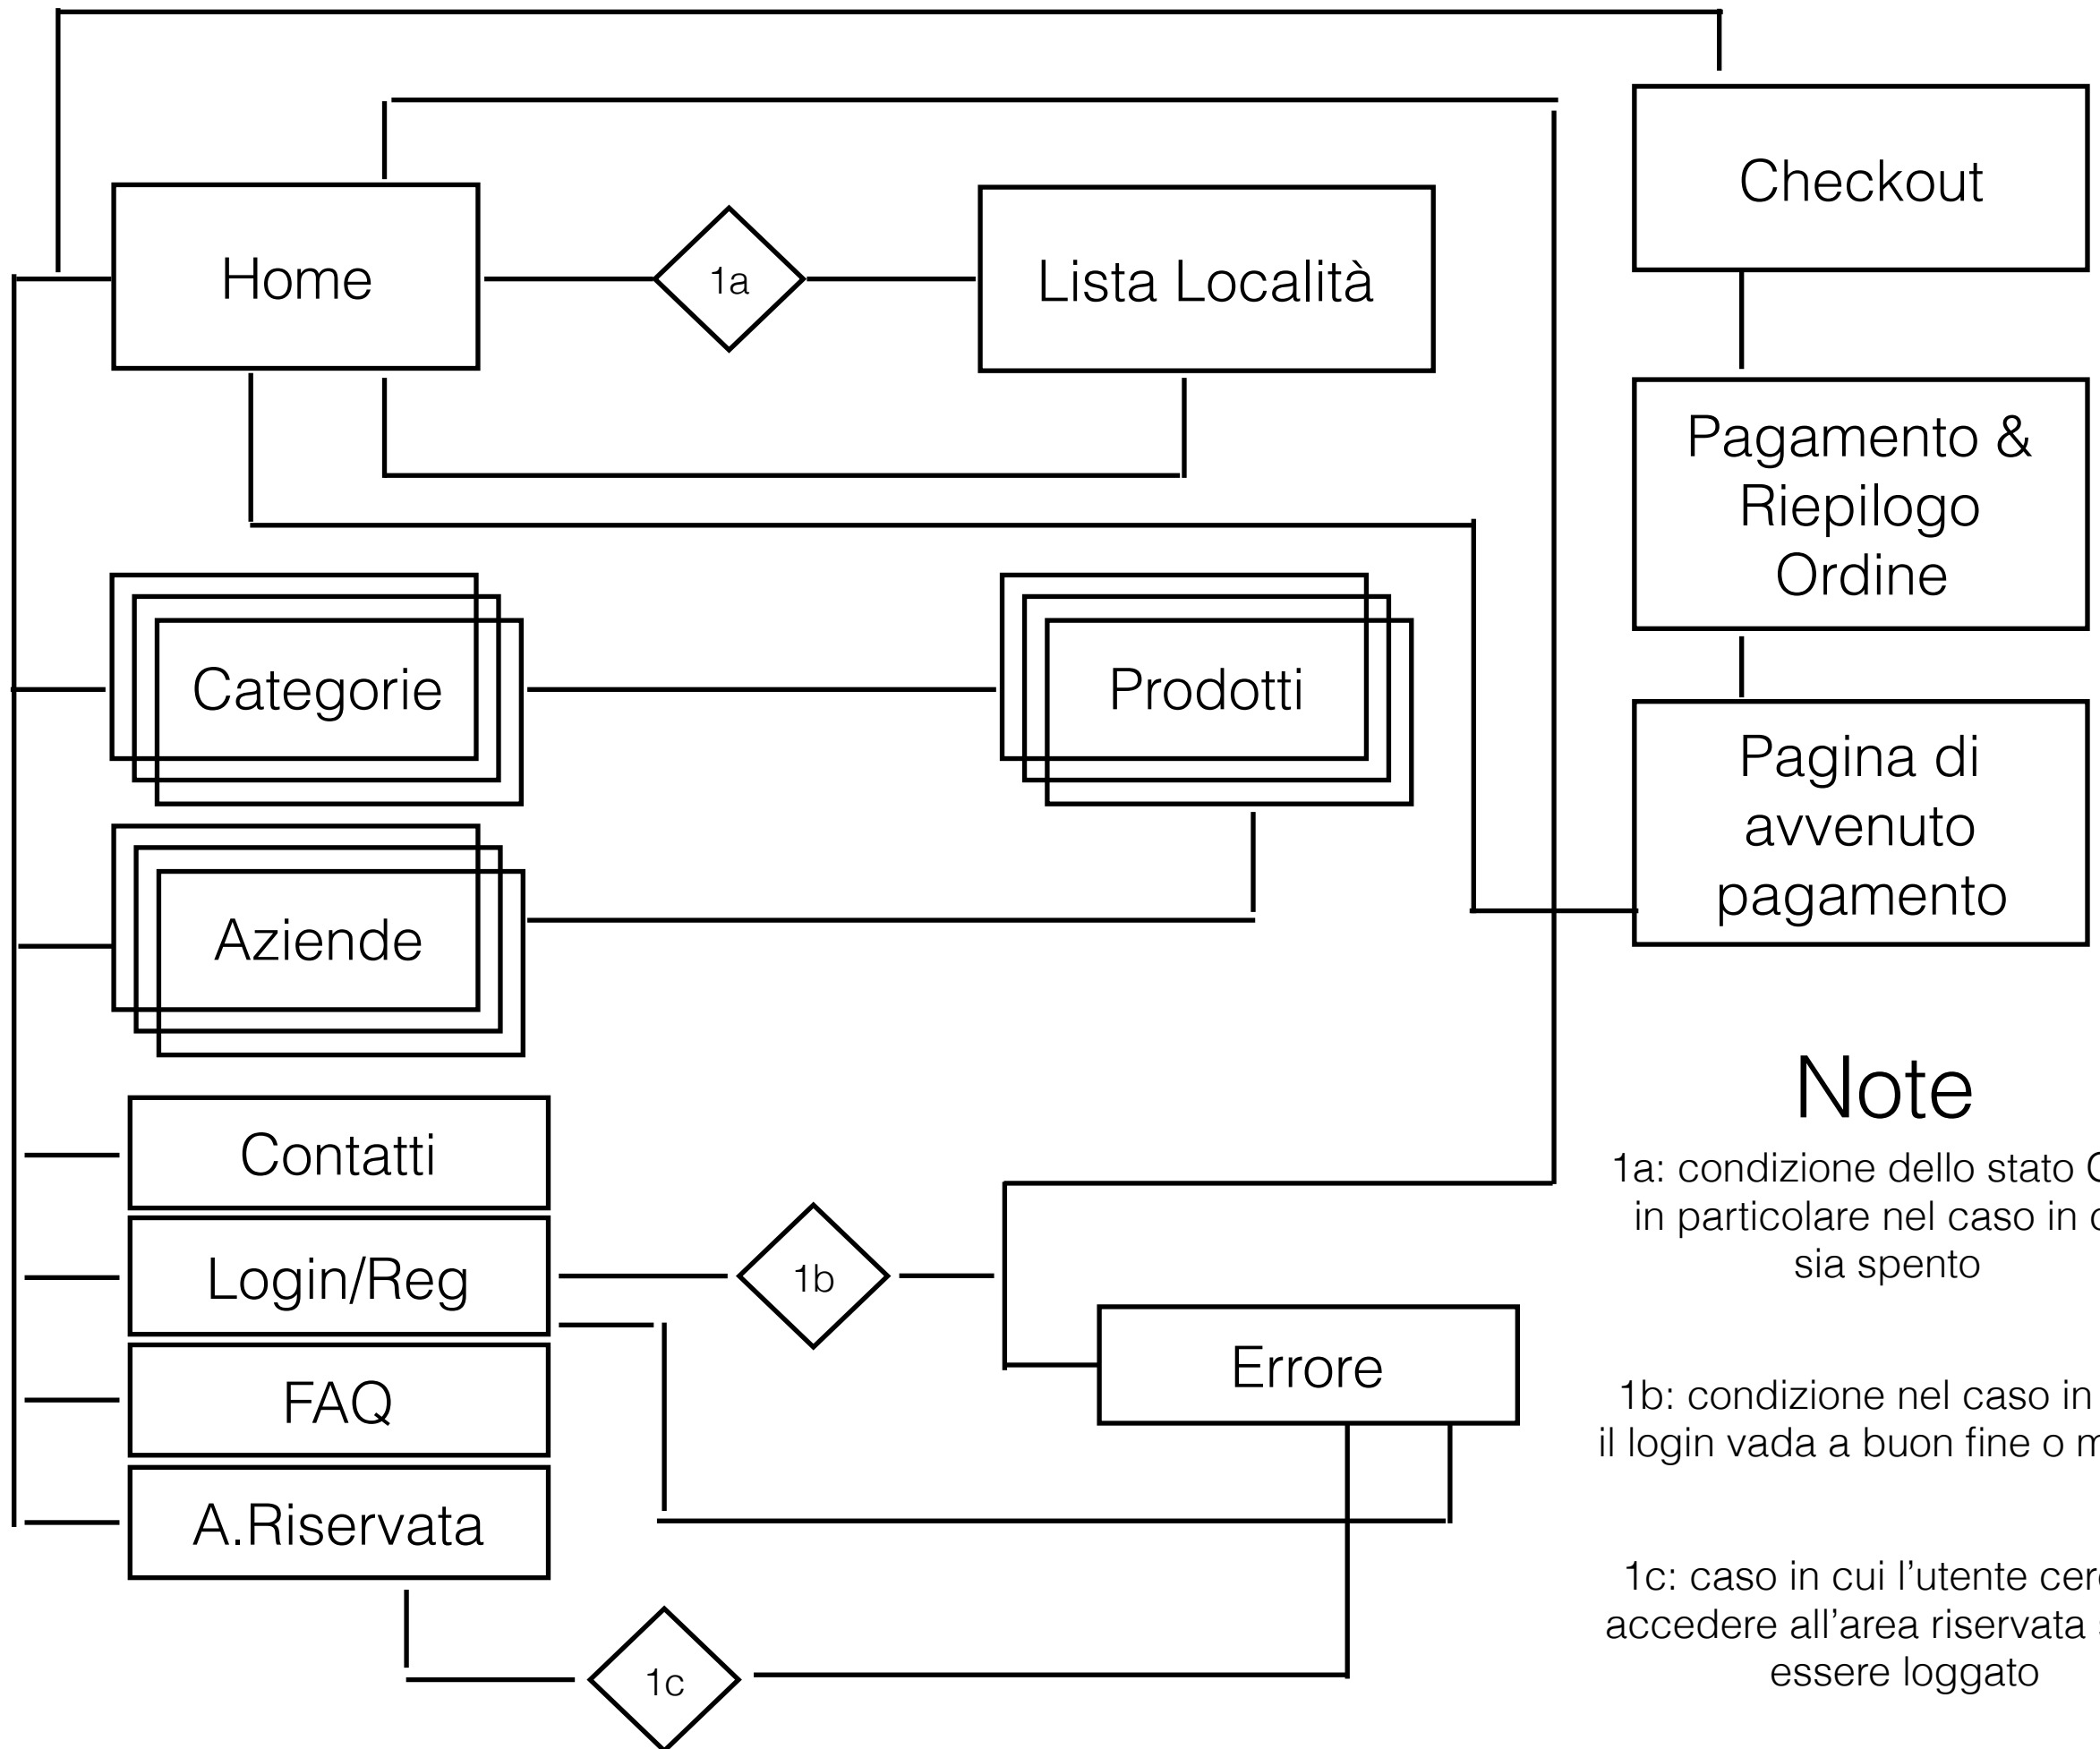 Checkout
Home
1a
Lista Località
Pagamento &
Riepilogo
Ordine
Categorie
Prodotti
Pagina di
avvenuto
pagamento
Aziende
Note
Contatti
1a: condizione dello stato
in particolare nel caso in
sia spento
Login/Reg
1b
Errore
FAQ
1b: condizione nel caso in
il login vada a buon fine o
A.Riservata
1c
1c: caso in cui l’utente
accedere all’area riservata
essere loggato